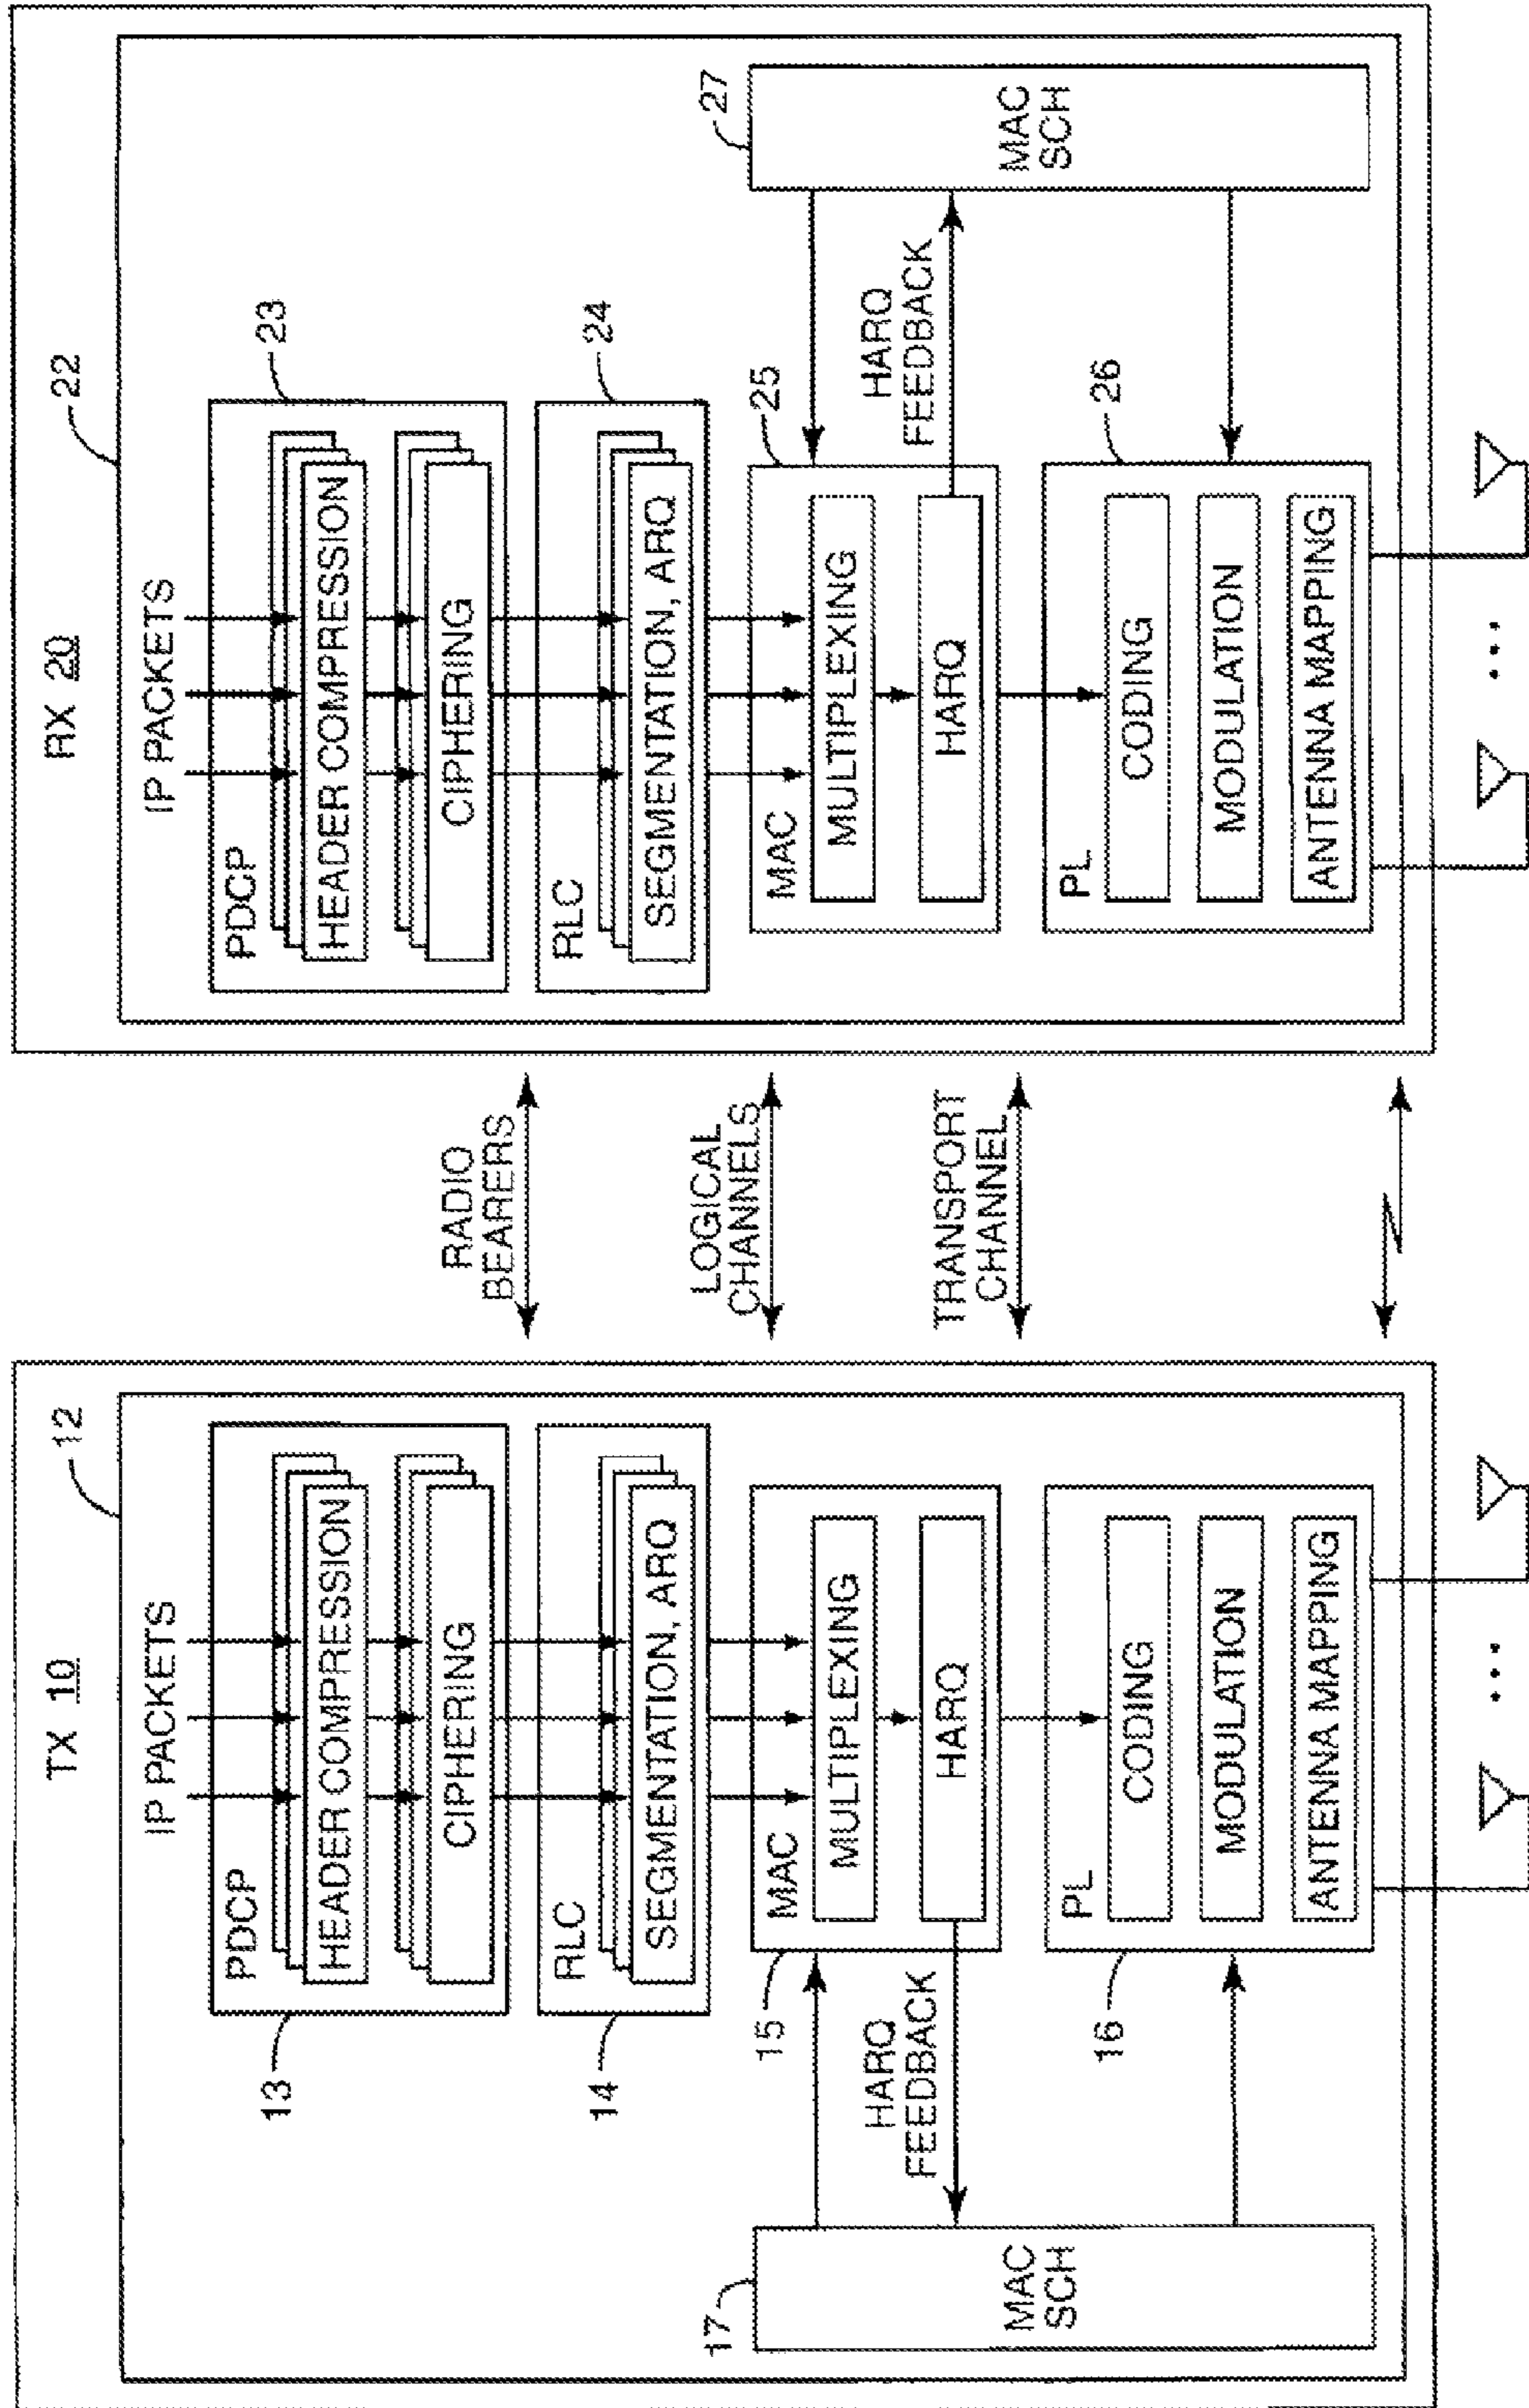 TX 10
12
IP PACKETS
PDCP
HEADER COMPRESSION
CIPHERING
13
RLC
SEGMENTATION, ARQ
14
MAC
MULTIPLEXING
HARQ
15
HARQ
FEEDBACK
PL
CODING
MODULATION
ANTENNA MAPPING
16
17
MAC
SCH
...
RADIO
BEARERS
LOGICAL
CHANNELS
TRANSPORT
CHANNEL
RX 20
22
IP PACKETS
PDCP
HEADER COMPRESSION
CIPHERING
23
RLC
SEGMENTATION, ARQ
24
MAC
MULTIPLEXING
HARQ
25
HARQ
FEEDBACK
PL
CODING
MODULATION
ANTENNA MAPPING
26
27
MAC
SCH
...